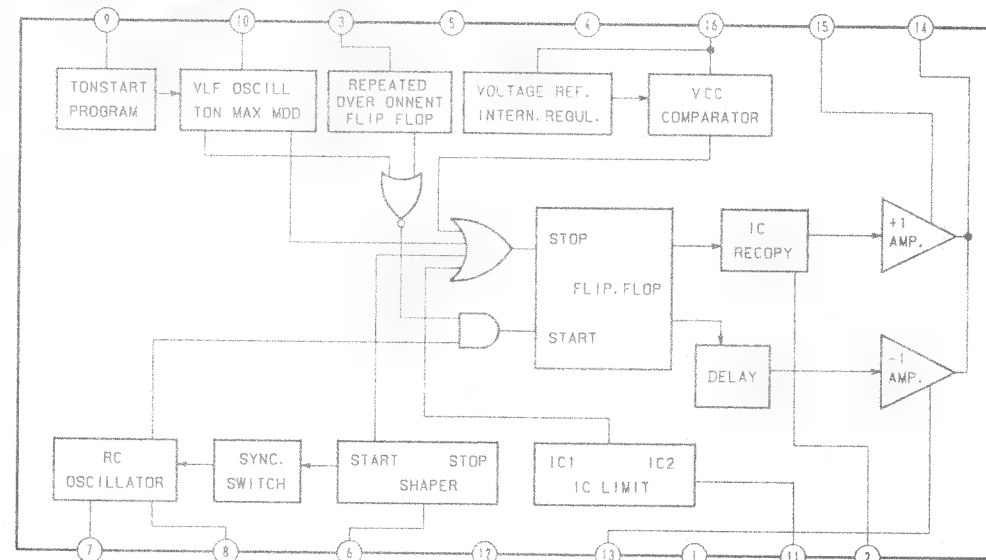 9 10 3 5 4 16 15 14
TONSTART
PROGRAM
VLF OSCILL
TON MAX MDD
REPEATED
OVER ONNENT
FLIP FLOP
VOLTAGE REF.
INTERN.REGUL.
VCC
COMPARATOR
STOP
FLIP.FLOP
START
IC
RECOPY
+1
AMP.
DELAY
-1
AMP.
RC
OSCILLATOR
SYNC.
SWITCH
START STOP
SHAPER
IC1 IC2
IC LIMIT
7 8 6 12 13 1 11 2